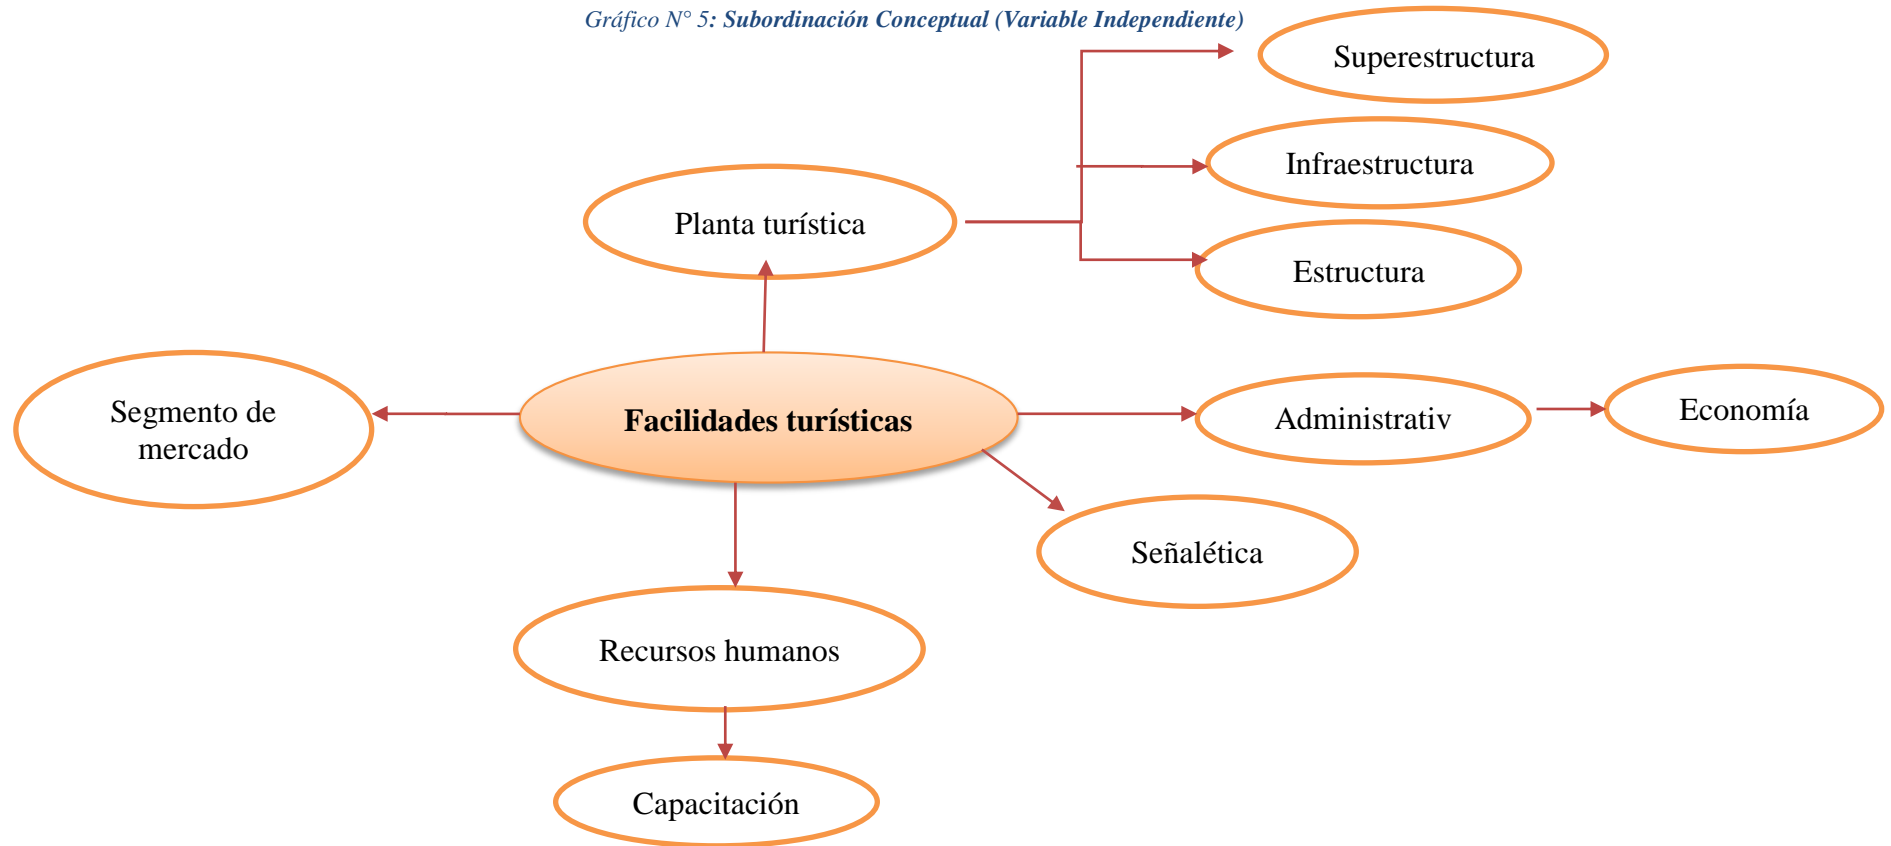 Gráfico N° 5: Subordinación Conceptual (Variable Independiente)
Superestructura
Infraestructura
Planta turística
Estructura
Segmento de
mercado
Facilidades turísticas
Administrativ
Economía
Señalética
Recursos humanos
Capacitación